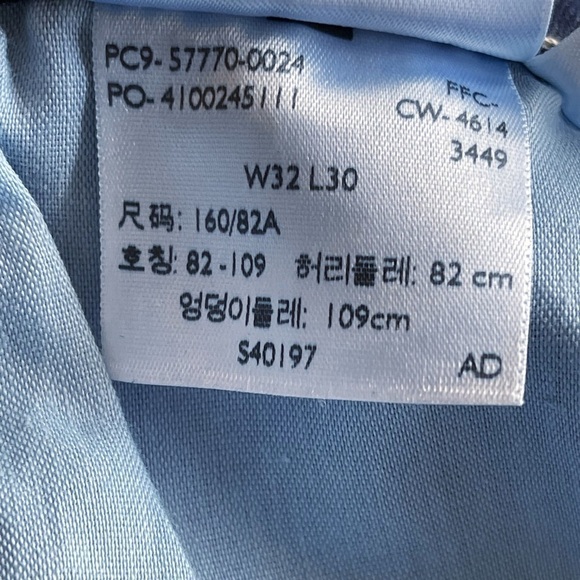 PC9- 57770-0024
PO- 4100245111
FFC-
CW- 4614
3449
W32 L30
尺码: 160/82A
호칭: 82 -109 허리둘레: 82 cm
엉덩이둘레: 109cm
S40197
AD